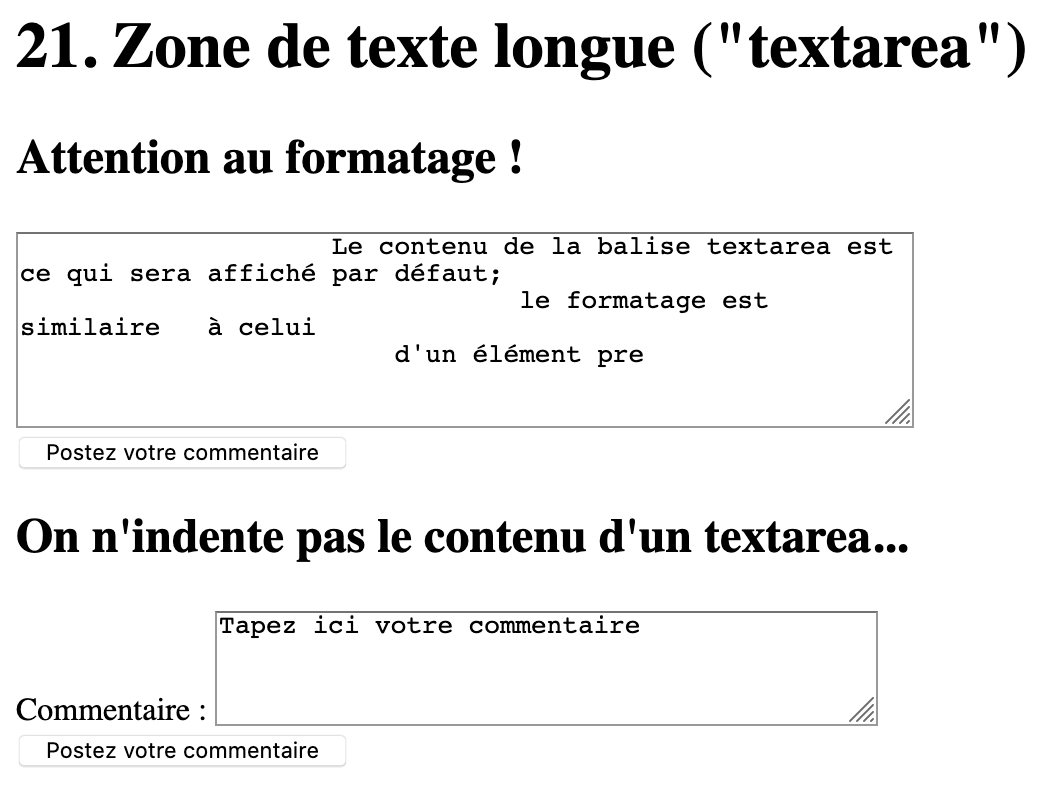 21. Zone de texte longue ("textarea")
Attention au formatage !
Le contenu de la balise textarea est
ce qui sera affiché par défaut;
le formatage est
similaire   à celui
d'un élément pre
Postez votre commentaire
On n'indente pas le contenu d'un textarea...
Tapez ici votre commentaire
Commentaire :
Postez votre commentaire